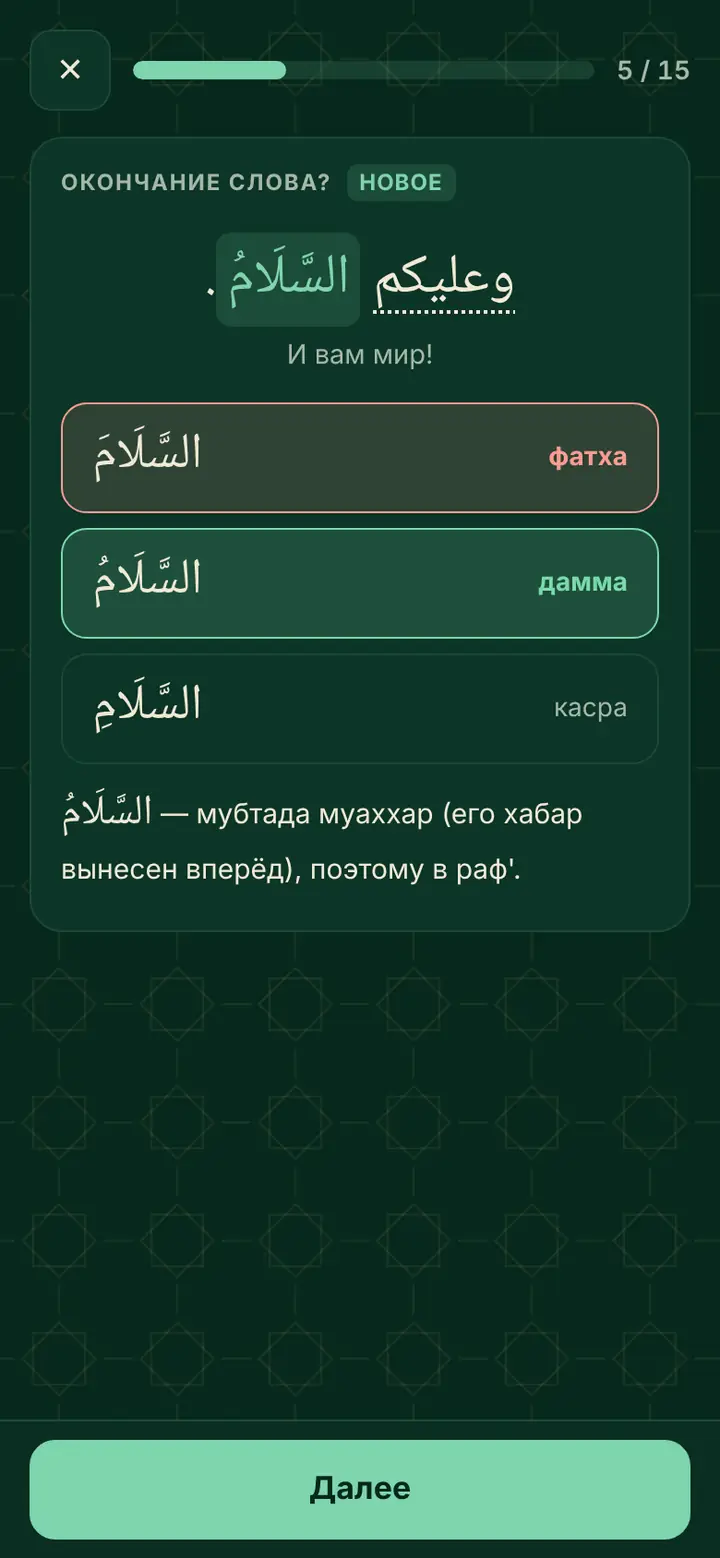 ×
5 / 15
ОКОНЧАНИЕ СЛОВА? НОВОЕ
وعليكم السَّلَامُ.
И вам мир!
السَّلَامَ фатха
السَّلَامُ дамма
السَّلَامِ касра
السَّلَامُ — мубтада муаххар (его хабар
вынесен вперёд), поэтому в раф'.
Далее